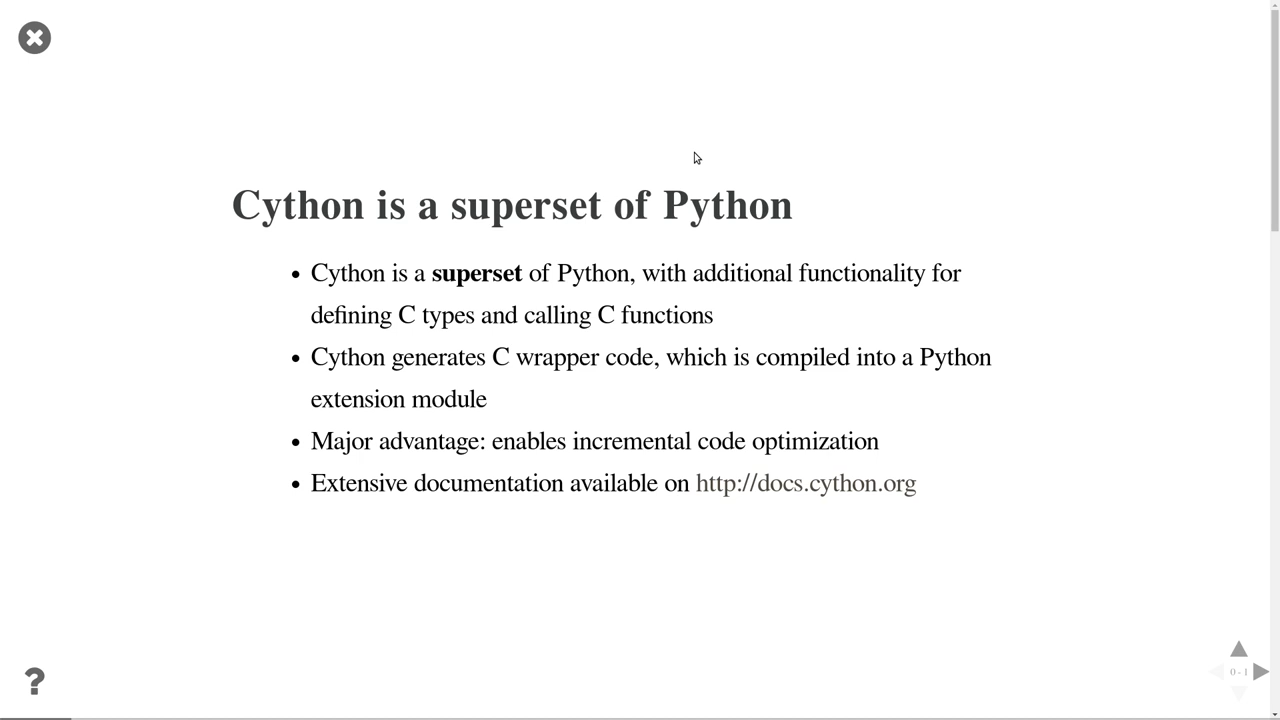 Cython is a superset of Python
• Cython is a superset of Python, with additional functionality for
defining C types and calling C functions
• Cython generates C wrapper code, which is compiled into a Python
extension module
• Major advantage: enables incremental code optimization
• Extensive documentation available on http://docs.cython.org
?
0 - 1